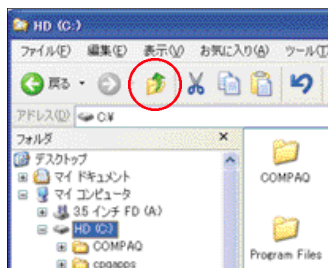 HD (C:)
ファイル(F) 編集(E) 表示(V) お気に入り(A) ツール(T)
戻る
アドレス(D) C:¥
フォルダ ×
デスクトップ
マイ ドキュメント
マイ コンピュータ
3.5 インチ FD (A:)
HD (C:)
COMPAQ
cpqapps
COMPAQ
Program Files